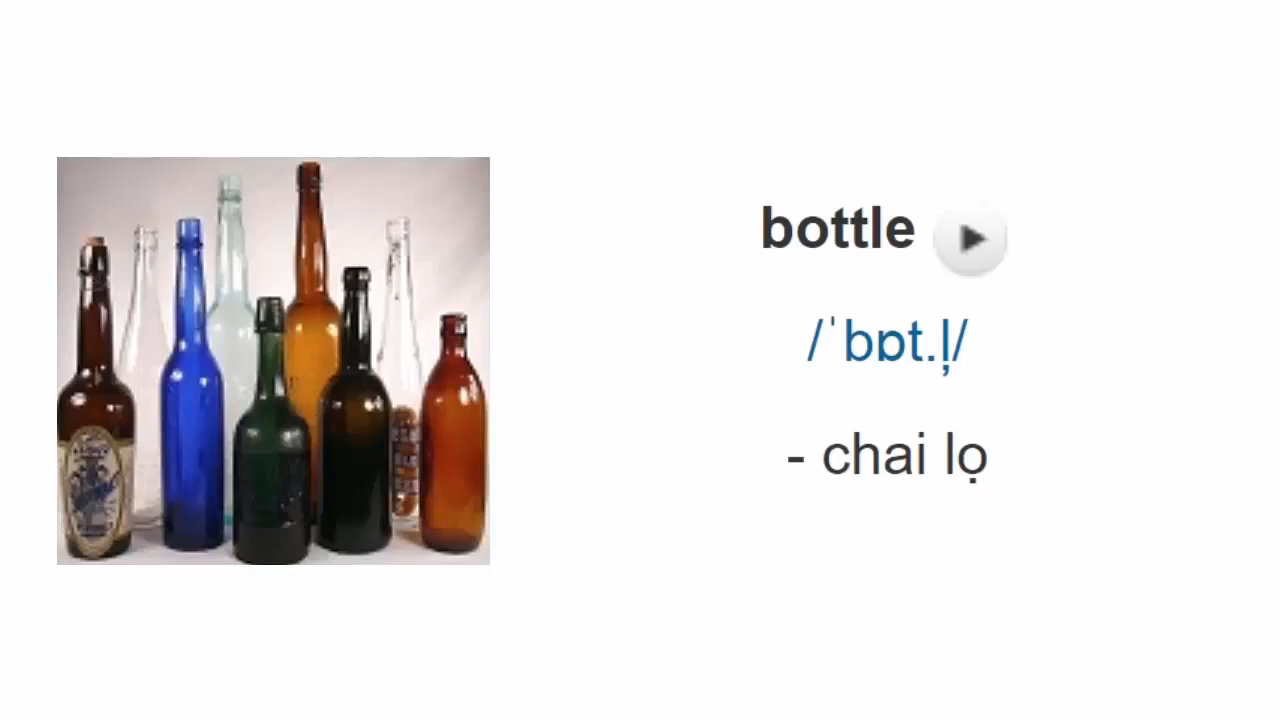 bottle
/ˈbɒt.l̩/
- chai lọ